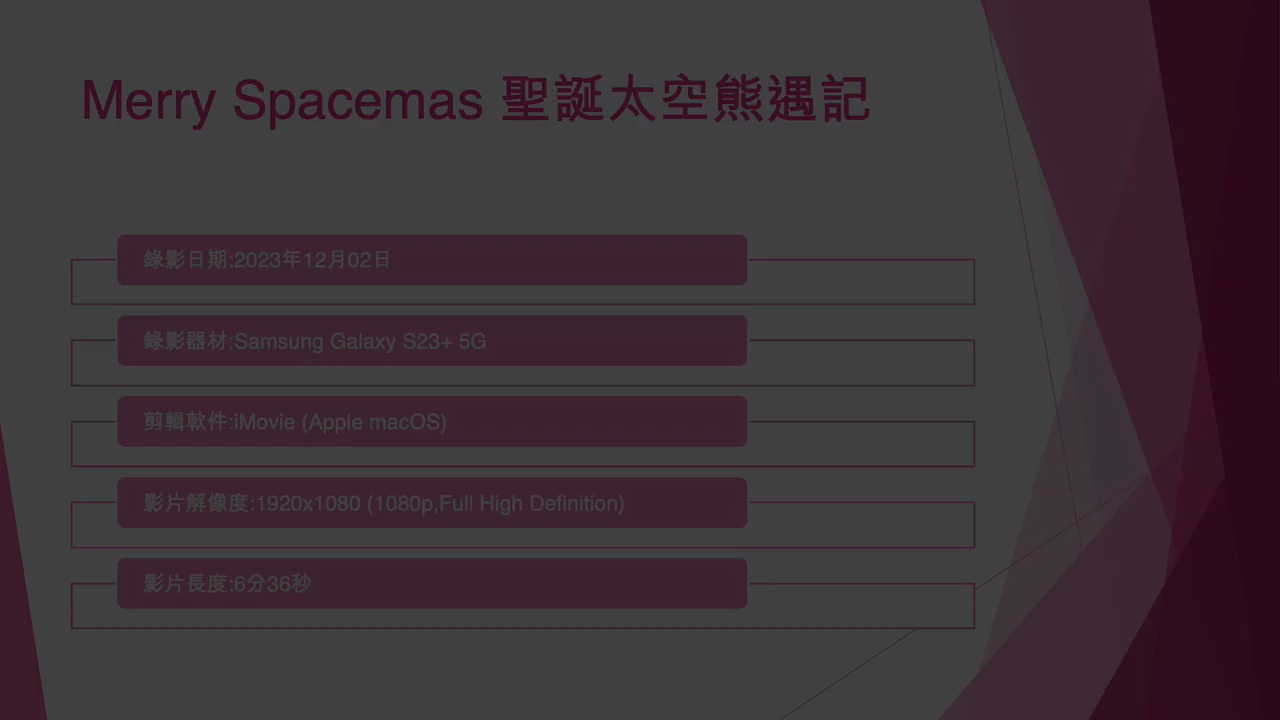 Merry Spacemas 聖誕太空熊遇記
錄影日期:2023年12月02日
錄影器材:Samsung Galaxy S23+ 5G
剪輯軟件:iMovie (Apple macOS)
影片解像度:1920x1080 (1080p,Full High Definition)
影片長度:6分36秒